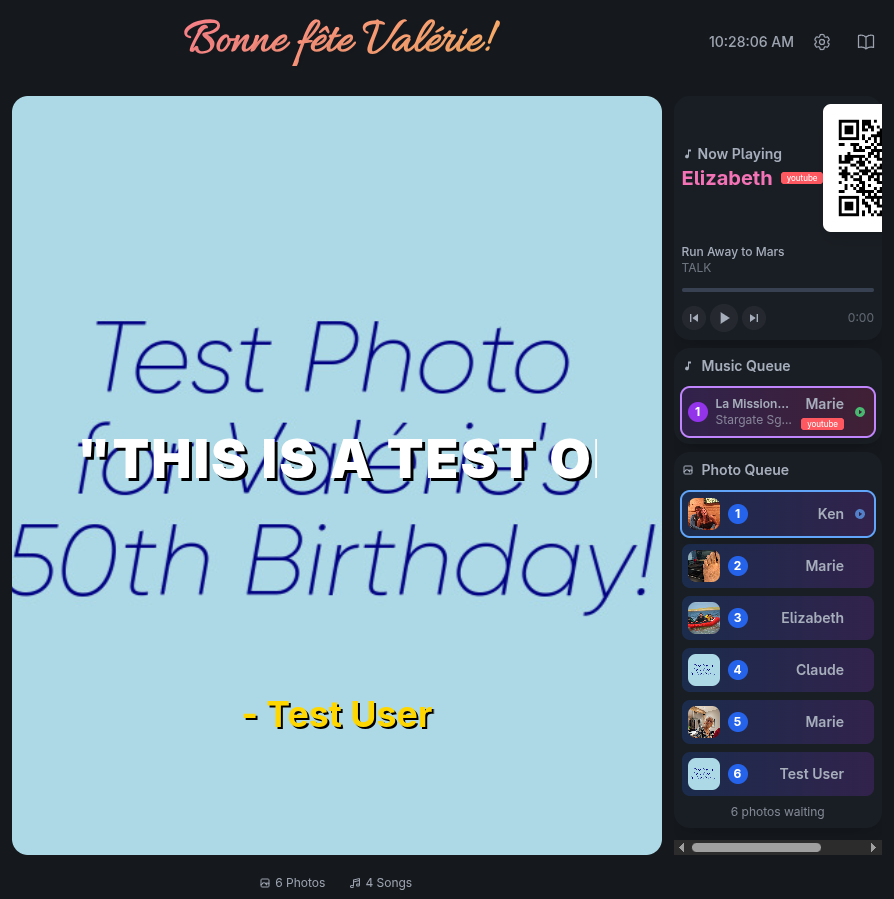 Bonne fête Valérie!
10:28:06 AM
Now Playing
Elizabeth youtube
Run Away to Mars
TALK
0:00
Music Queue
1 La Mission... Marie
Stargate Sg... youtube
Photo Queue
1 Ken
2 Marie
3 Elizabeth
4 Claude
5 Marie
6 Test User
6 photos waiting
Test Photo
for Valérie's
"THIS IS A TEST O
50th Birthday!
- Test User
6 Photos 4 Songs